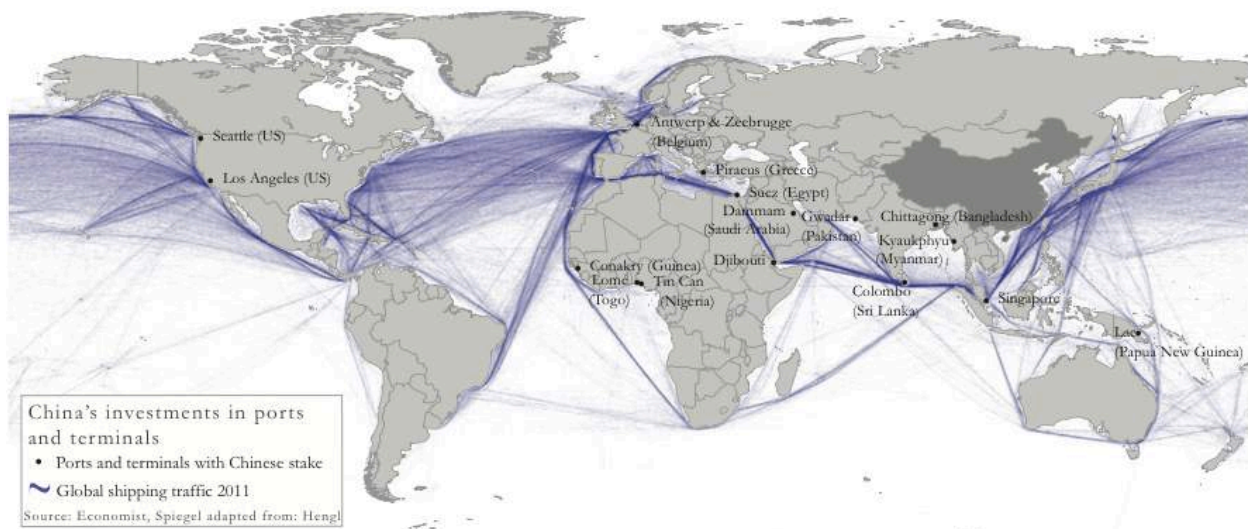 Antwerp & Zeebrugge
(Belgium)
Seattle (US)
Los Angeles (US)
Piraeus (Greece)
Suez (Egypt)
Dammam
(Saudi Arabia)
Gwadar
(Pakistan)
Chittagong (Bangladesh)
Kyaukphyu
(Myanmar)
Djibouti
Conakry (Guinea)
Eome
(Togo)
Tin Can
(Nigeria)
Colombo
(Sri Lanka)
Singapore
Lae
(Papua New Guinea)
China's investments in ports
and terminals
Ports and terminals with Chinese stake
Global shipping traffic 2011
Source: Economist, Spiegel adapted from: Hengl